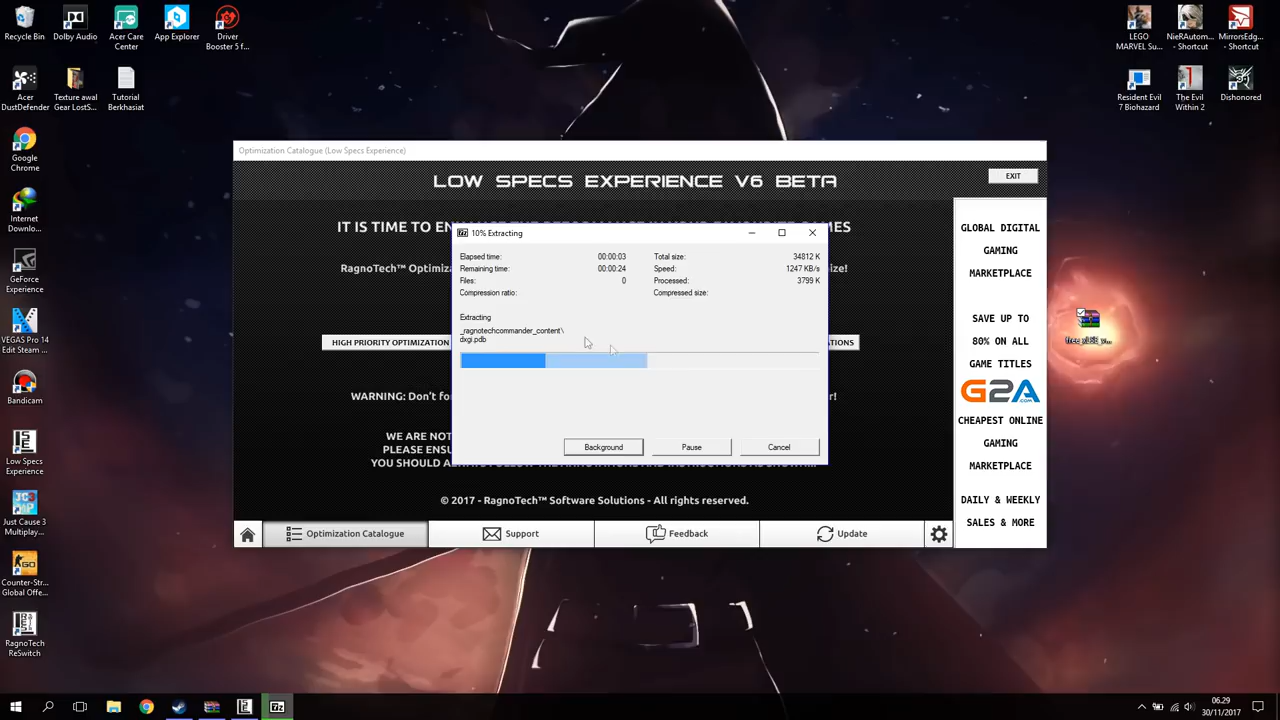 Recycle Bin
Dolby Audio
Acer Care
Center
App Explorer
Driver
Booster 5 f...
Acer
DustDefender
Texture awal
Gear LostS...
Tutorial
Berkhasiat
Google
Chrome
Internet
Downlo...
GeForce
Experience
VEGAS Pro 14
Edit Steam ...
Bandicam
Low Specs
Experience
Just Cause 3
Multiplay...
Counter-Str...
Global Offe...
RagnoTech
ReSwitch
LEGO
MARVEL Su...
NieRAutom...
- Shortcut
MirrorsEdg...
- Shortcut
Resident Evil
7 Biohazard
The Evil
Within 2
Dishonored
Optimization Catalogue (Low Specs Experience)
LOW SPECS EXPERIENCE V6 BETA
EXIT
IT IS TIME TO
GAMES
HIGH PRIORITY OPTIMIZATION
WARNING: Don't
WE ARE NOT
© 2017 - RagnoTech™ Software Solutions - All rights reserved.
10% Extracting
Elapsed time: 00:00:03
Total size: 34812 K
Remaining time: 00:00:24
Speed: 1247 KB/s
Files: 0
Processed: 3799 K
Compression ratio:
Compressed size:
Extracting
_ragnotechcommander_content\
dxgi.pdb
Background
Pause
Cancel
GLOBAL DIGITAL
GAMING
MARKETPLACE
SAVE UP TO
80% ON ALL
GAME TITLES
G2A
.COM
CHEAPEST ONLINE
GAMING
MARKETPLACE
DAILY & WEEKLY
SALES & MORE
Optimization Catalogue
Support
Feedback
Update
06.29
30/11/2017